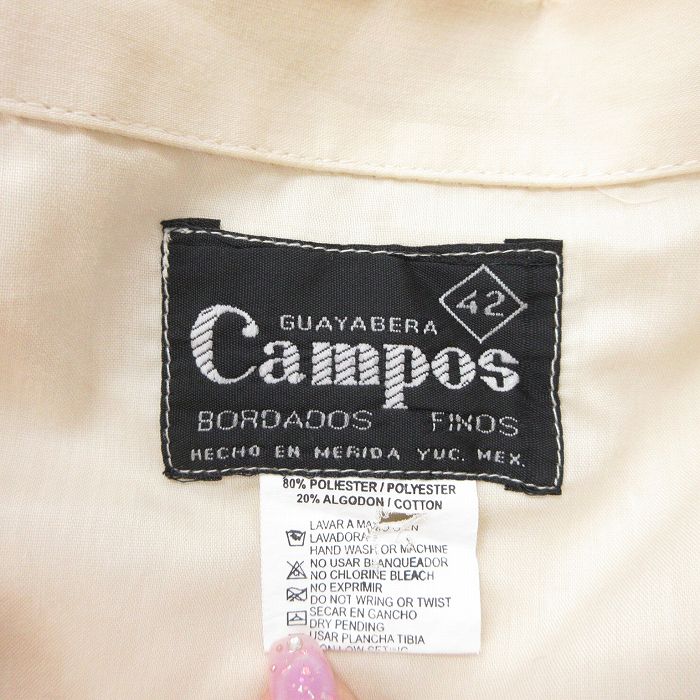 42
GUAYABERA
Campos
BORDADOS FINOS
HECHO EN MERIDA YUC. MEX.
80% POLIESTER / POLYESTER
20% ALGODON / COTTON
LAVAR A
LAVADORA
HAND WASH OR MACHINE
NO USAR BLANQUEADOR
NO CHLORINE BLEACH
NO EXPRIMIR
DO NOT WRING OR TWIST
SECAR EN GANCHO
DRY PENDING
USAR PLANCHA TIBIA